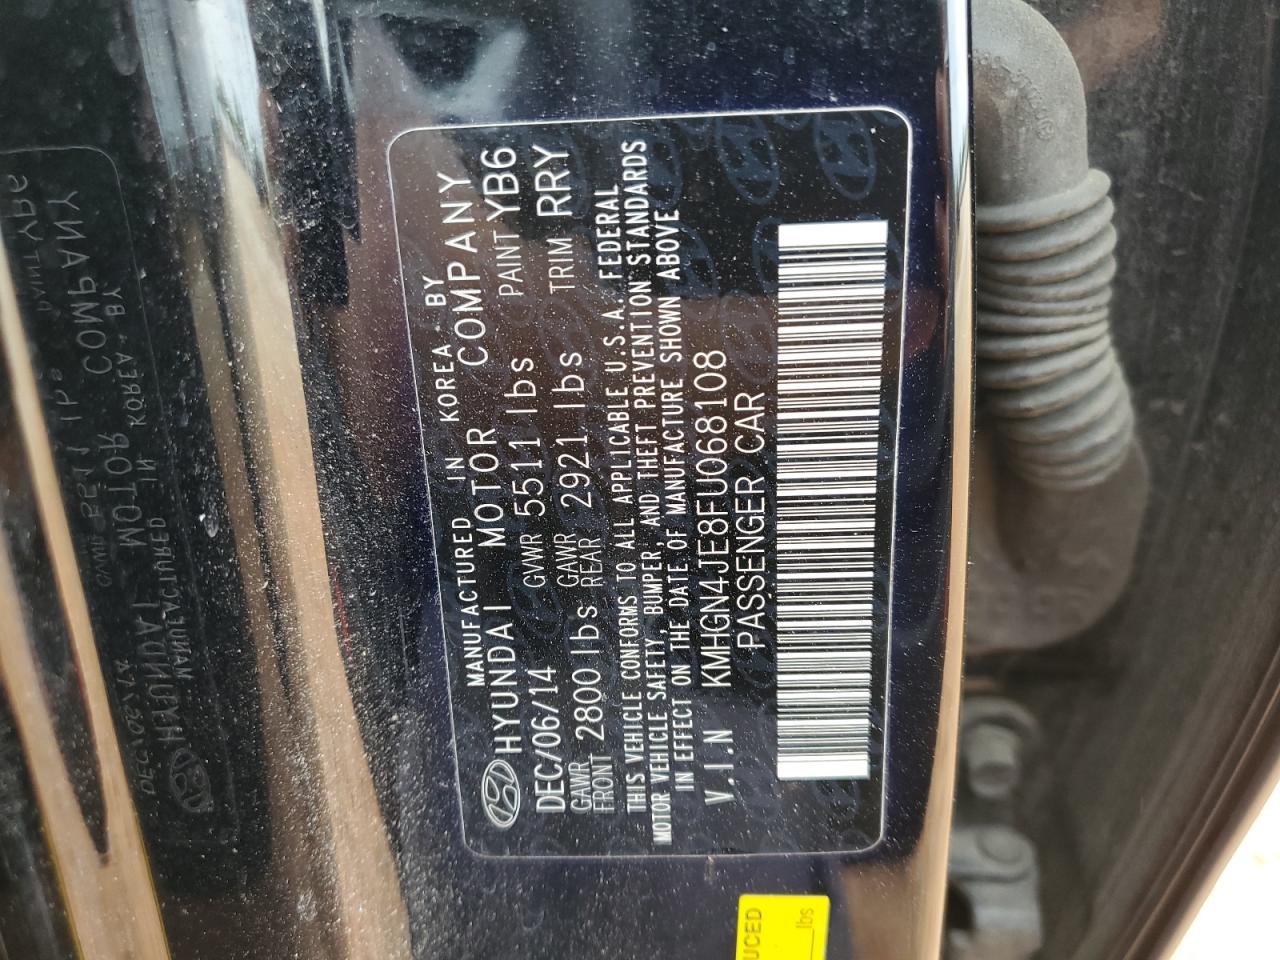 MANUFACTURED IN KOREA BY
HYUNDAI MOTOR COMPANY
DEC/06/14 GVWR 5511 lbs PAINT YB6
GAWR FRONT 2800 lbs GAWR REAR 2921 lbs TRIM RRY
THIS VEHICLE CONFORMS TO ALL APPLICABLE U.S.A. FEDERAL
MOTOR VEHICLE SAFETY, BUMPER, AND THEFT PREVENTION STANDARDS
IN EFFECT ON THE DATE OF MANUFACTURE SHOWN ABOVE
V.I.N KMHGN4JE8FU068108
PASSENGER CAR
UCED
lbs